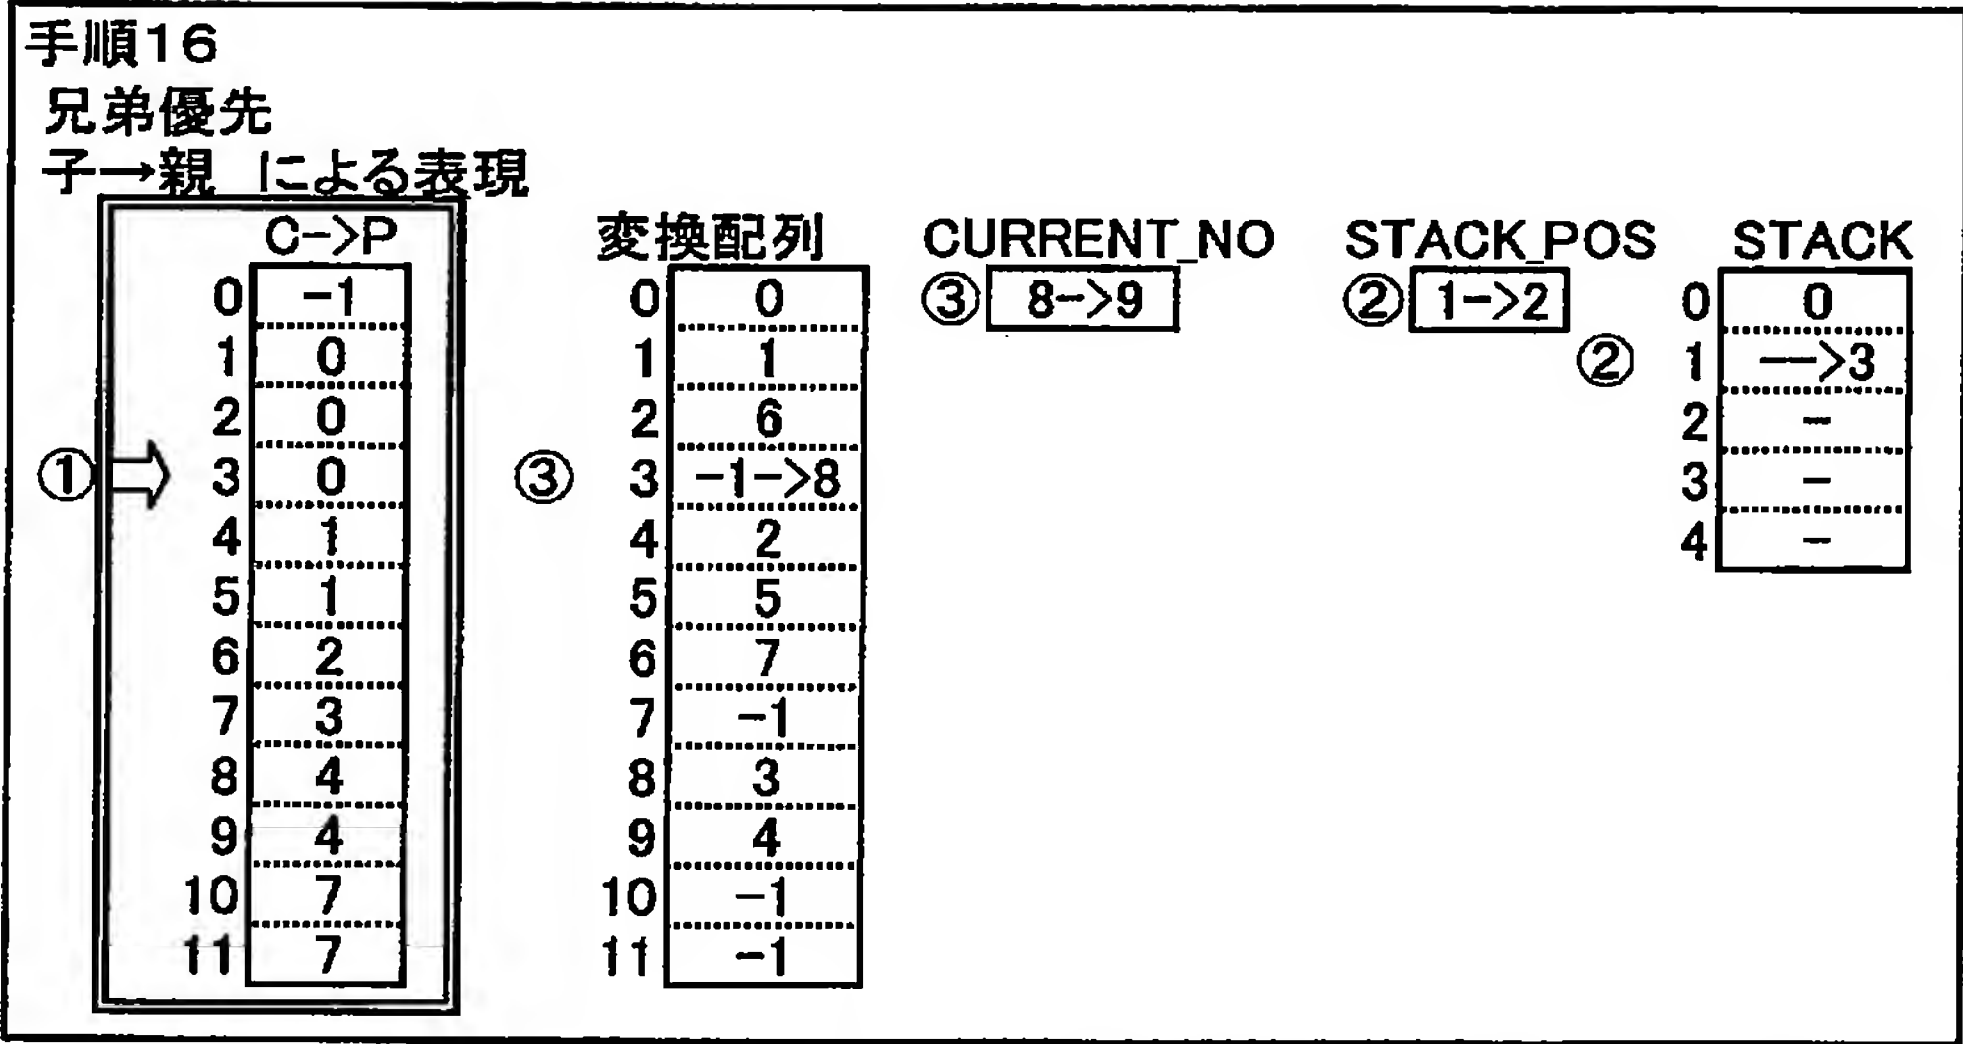 手順16
兄弟優先
子→親 による表現
C->P 変換配列 CURRENT_NO STACK_POS STACK
0 -1 0 0 ③ 8->9 ② 1->2 0 0
1 0 1 1 ② 1 -->3
2 0 2 6 2 -
① 3 0 ③ 3 -1->8 3 -
4 1 4 2 4 -
5 1 5 5
6 2 6 7
7 3 7 -1
8 4 8 3
9 4 9 4
10 7 10 -1
11 7 11 -1